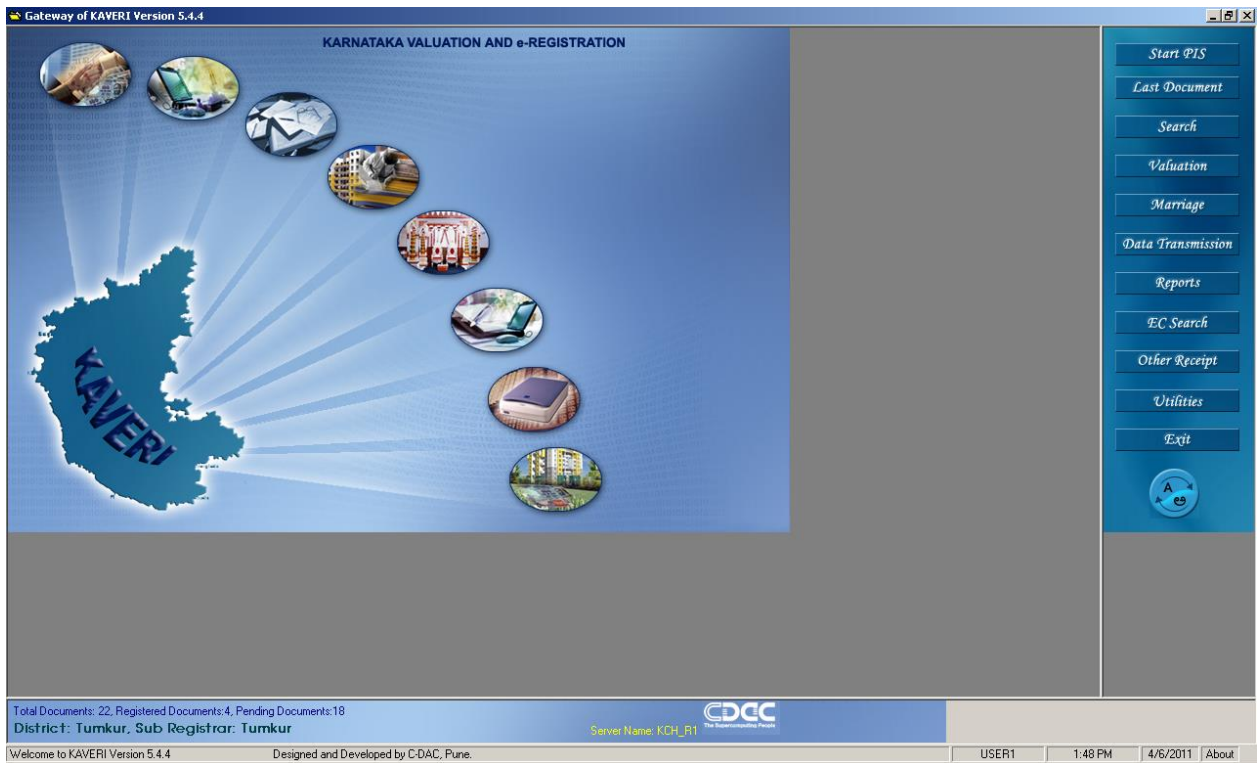 Gateway of KAVERI Version 5.4.4
KARNATAKA VALUATION AND e-REGISTRATION
KAVERI
Start PIS
Last Document
Search
Valuation
Marriage
Data Transmission
Reports
EC Search
Other Receipt
Utilities
Exit
A
ಅ
Total Documents: 22, Registered Documents:4, Pending Documents:18
District: Tumkur, Sub Registrar: Tumkur
Server Name: KCH_R1
CDAC
The Supercomputing People
Welcome to KAVERI Version 5.4.4
Designed and Developed by C-DAC, Pune.
USER1
1:48 PM
4/6/2011
About